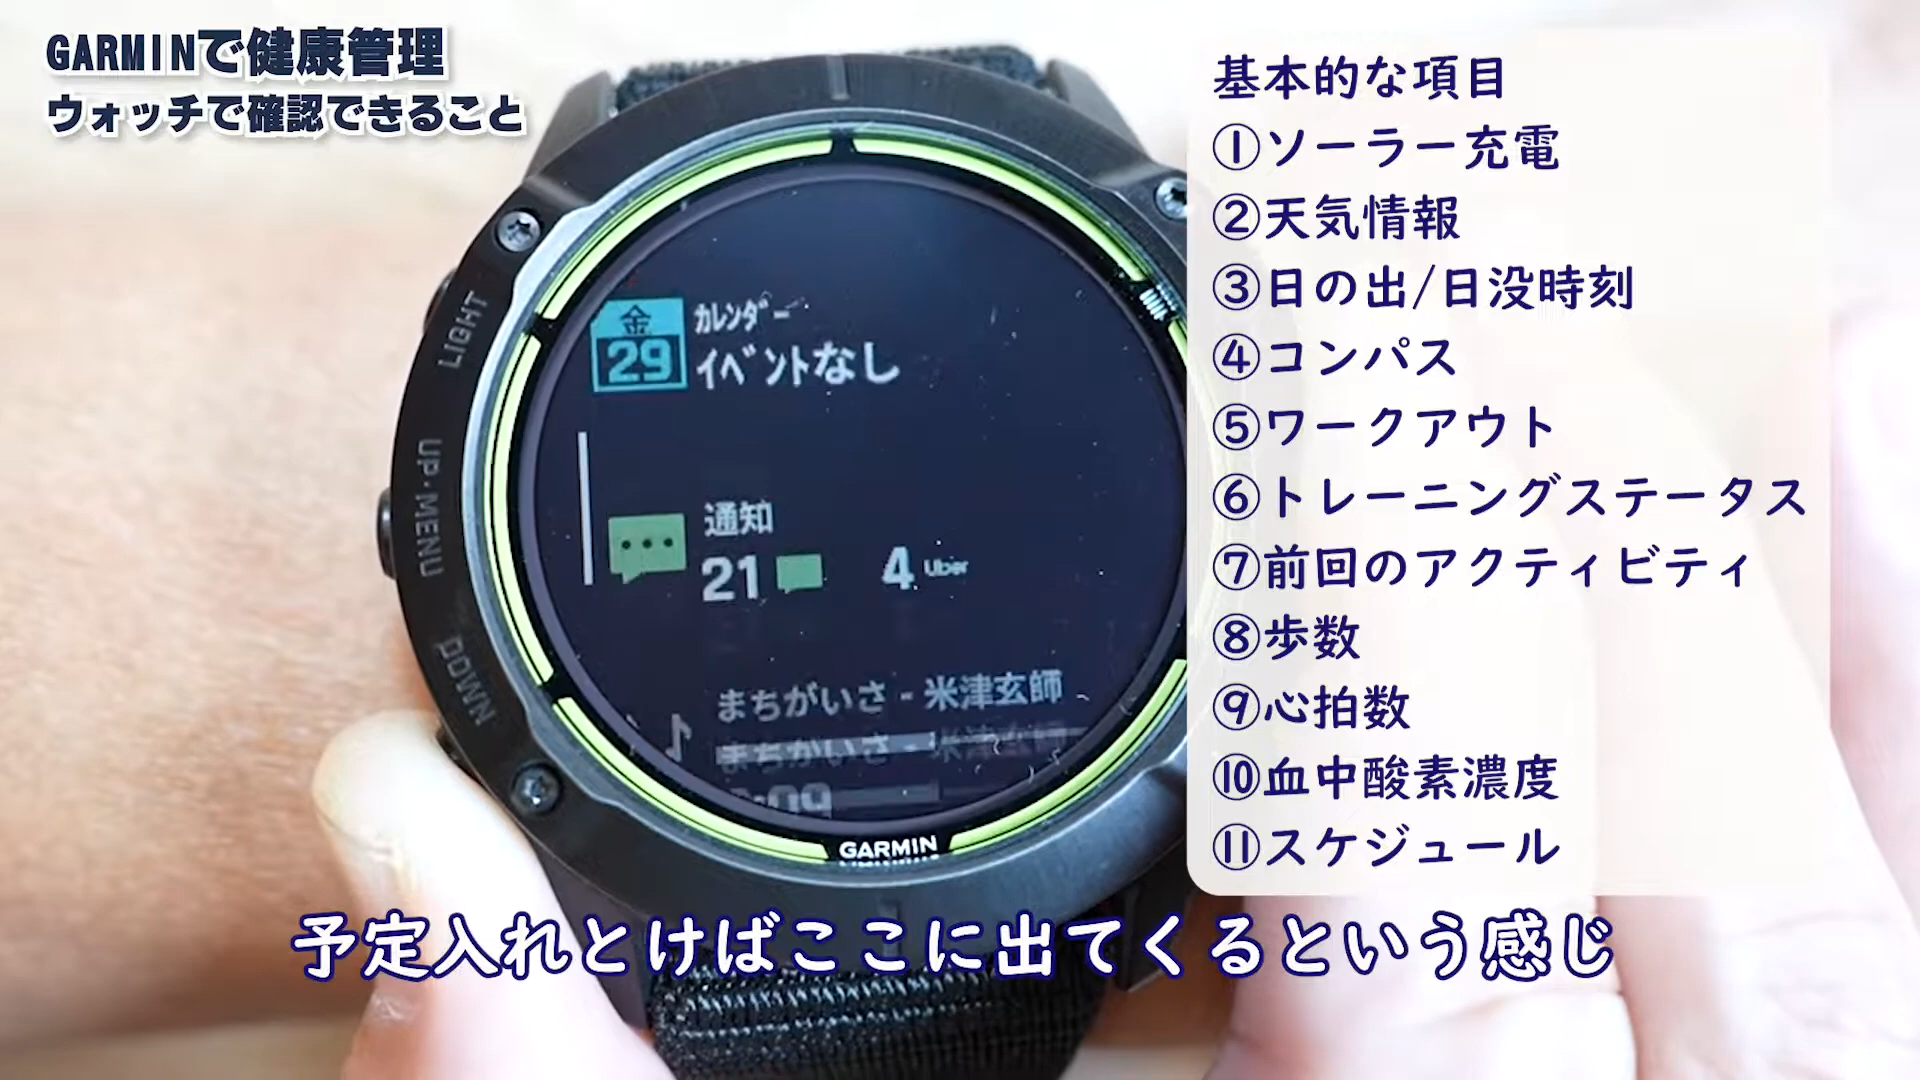 GARMINで健康管理
ウォッチで確認できること
基本的な項目
①ソーラー充電
②天気情報
③日の出/日没時刻
④コンパス
⑤ワークアウト
⑥トレーニングステータス
⑦前回のアクティビティ
⑧歩数
⑨心拍数
⑩血中酸素濃度
⑪スケジュール
LIGHT
UP·MENU
DOWN
金
29
カレンダー
イベントなし
通知
21
4 Uber
まちがいさ - 米津玄師
GARMIN
予定入れとけばここに出てくるという感じ